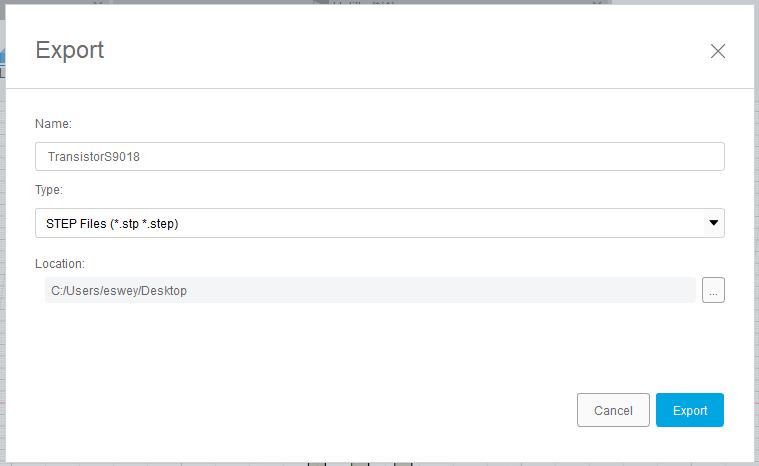 Export
Name:
TransistorS9018
Type:
STEP Files (*.stp *.step)
Location:
C:/Users/eswey/Desktop
...
Cancel
Export